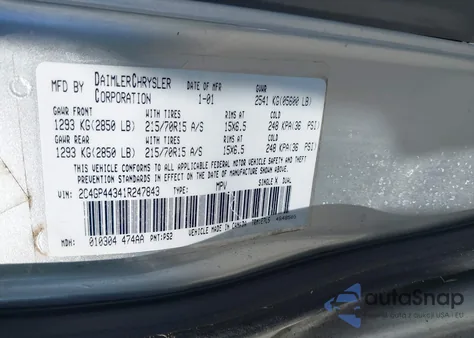 MFD BY DAIMLERCHRYSLER CORPORATION DATE OF MFR 1-01 GVWR 2541 KG(05600 LB)
GAWR FRONT WITH TIRES RIMS AT COLD
1293 KG(2850 LB) 215/70R15 A/S 15X6.5 248 KPA(36 PSI)
GAWR REAR WITH TIRES RIMS AT COLD
1293 KG(2850 LB) 215/70R15 A/S 15X6.5 248 KPA(36 PSI)
THIS VEHICLE CONFORMS TO ALL APPLICABLE FEDERAL MOTOR VEHICLE SAFETY, BUMPER, AND THEFT
PREVENTION STANDARDS IN EFFECT ON THE DATE OF MANUFACTURE SHOWN ABOVE.
VIN: 2C4GP44341R247843 TYPE: MPV SINGLE X DUAL
MDH: 010304 474AA PNT:PS2 VEHICLE MADE IN CANADA
autoSnap